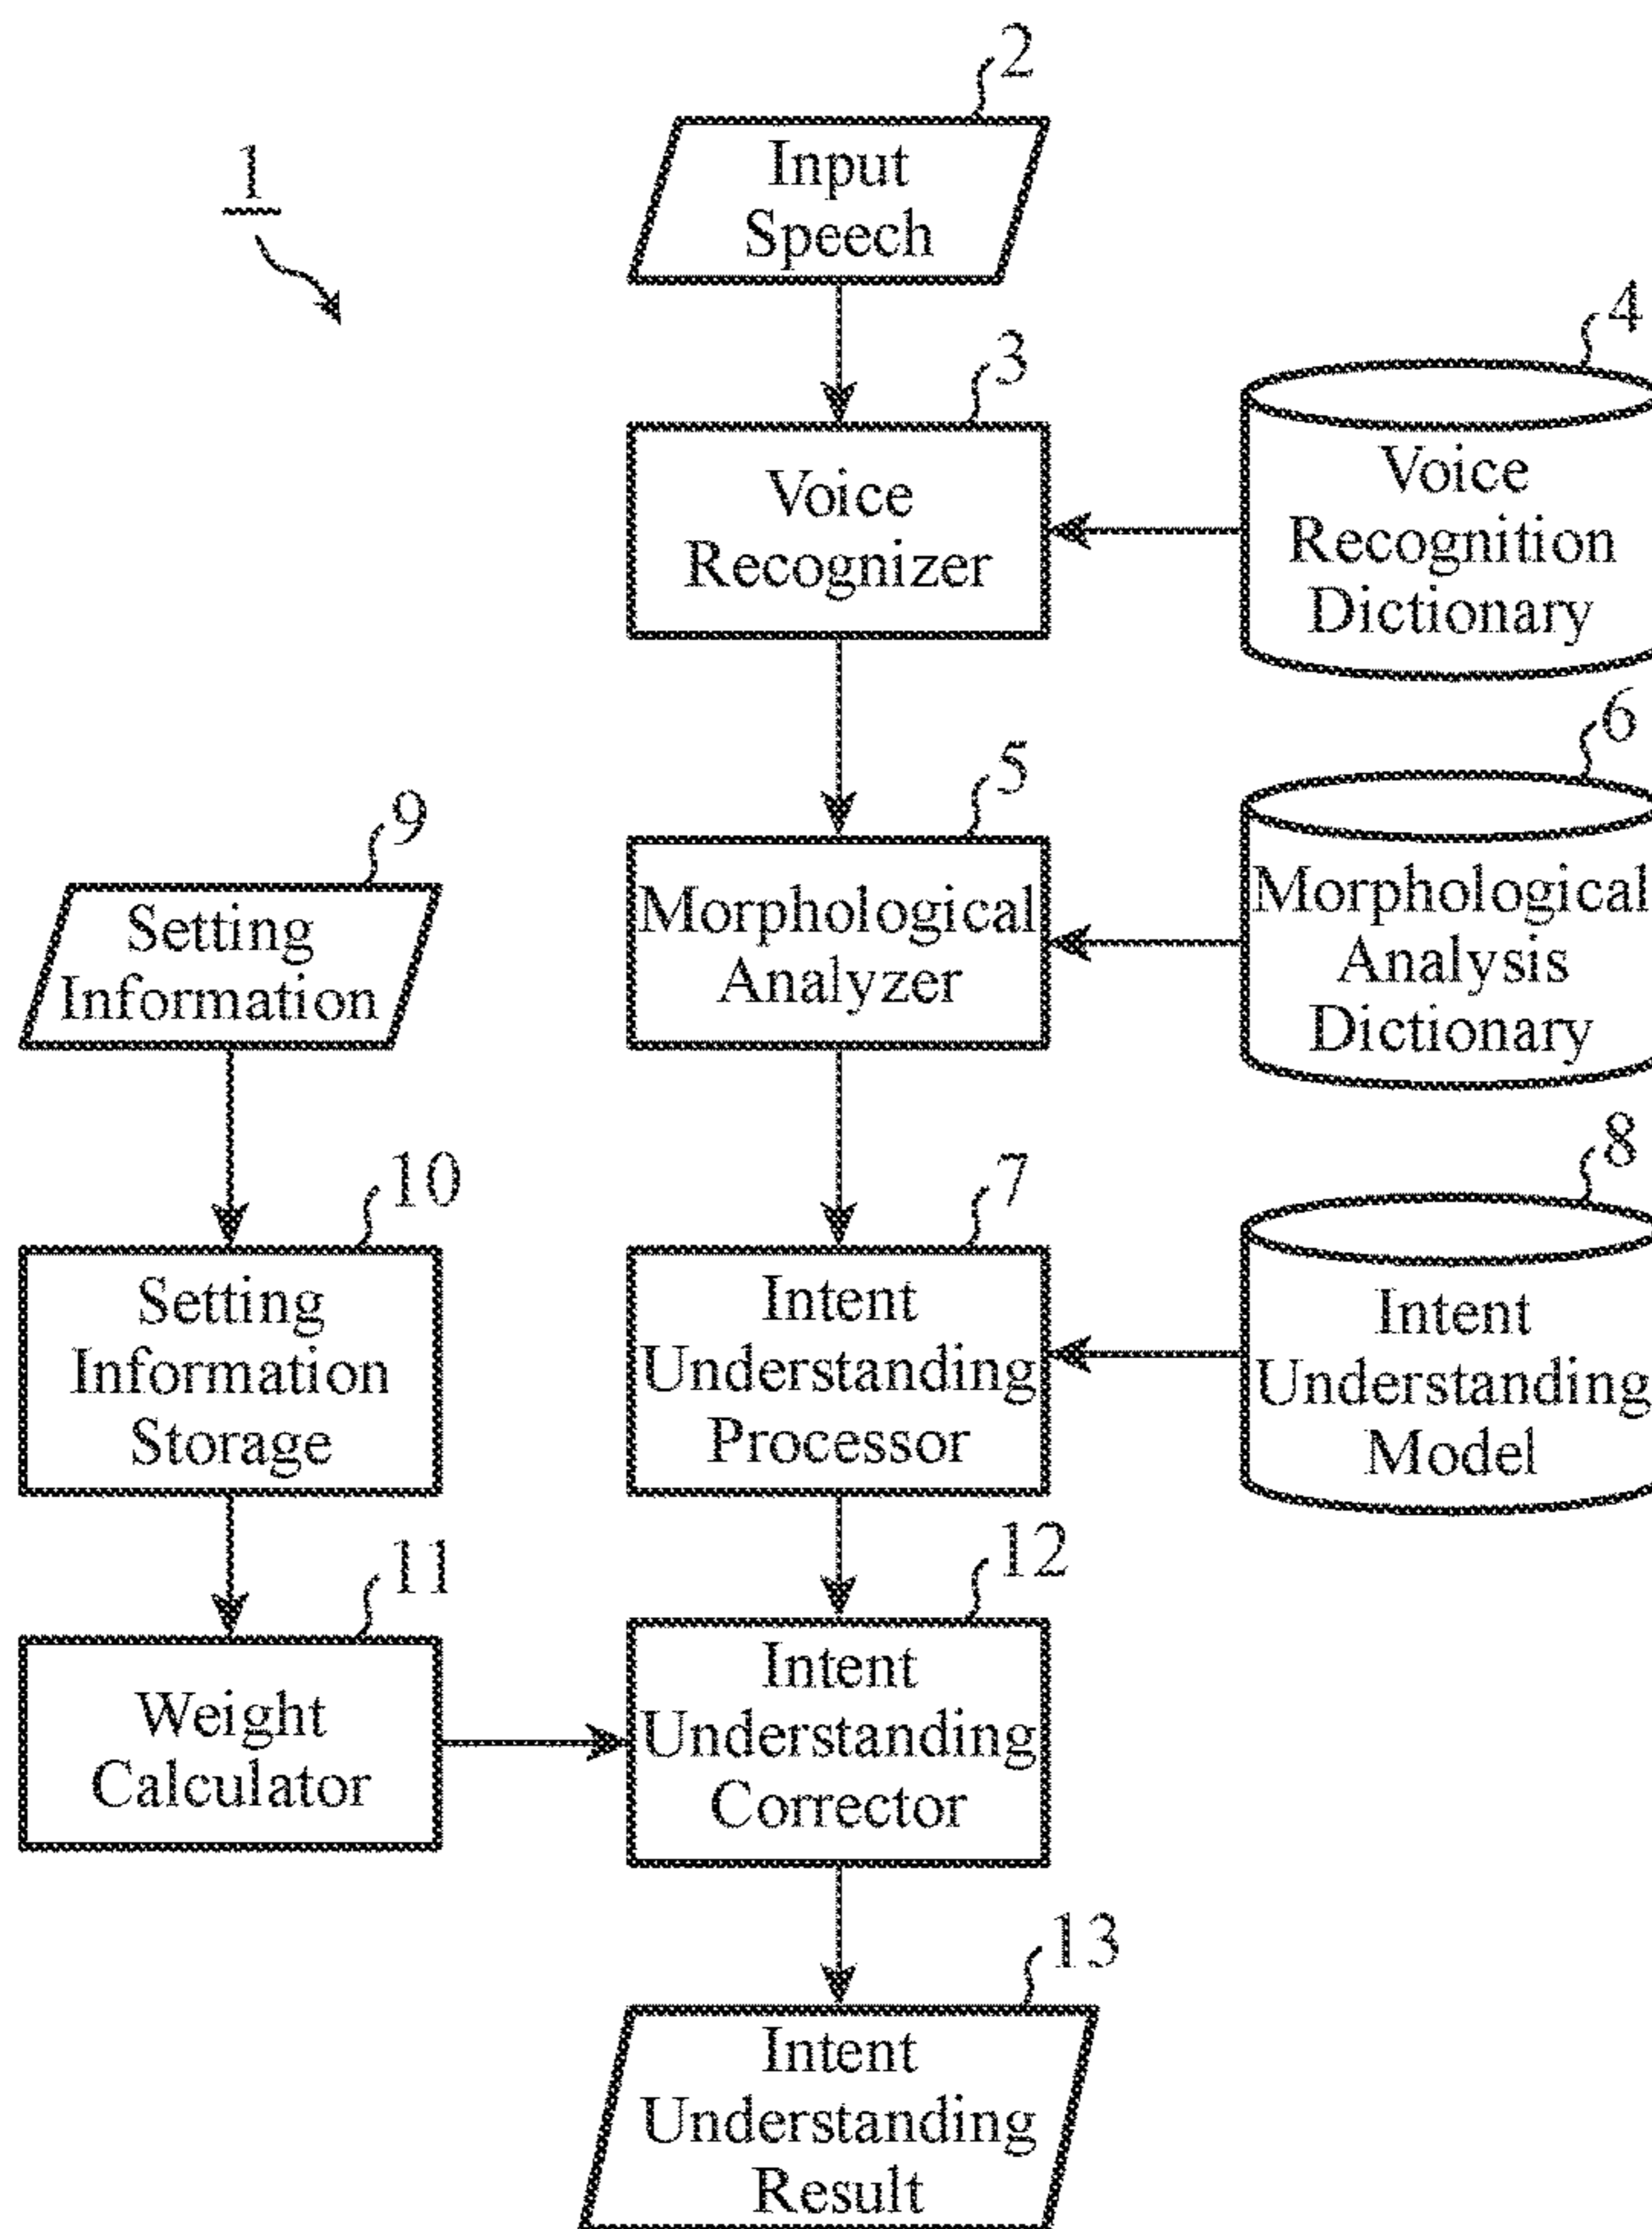 1
2
Input
Speech
3
Voice
Recognizer
4
Voice
Recognition
Dictionary
5
Morphological
Analyzer
6
Morphological
Analysis
Dictionary
9
Setting
Information
10
Setting
Information
Storage
7
Intent
Understanding
Processor
8
Intent
Understanding
Model
11
Weight
Calculator
12
Intent
Understanding
Corrector
13
Intent
Understanding
Result